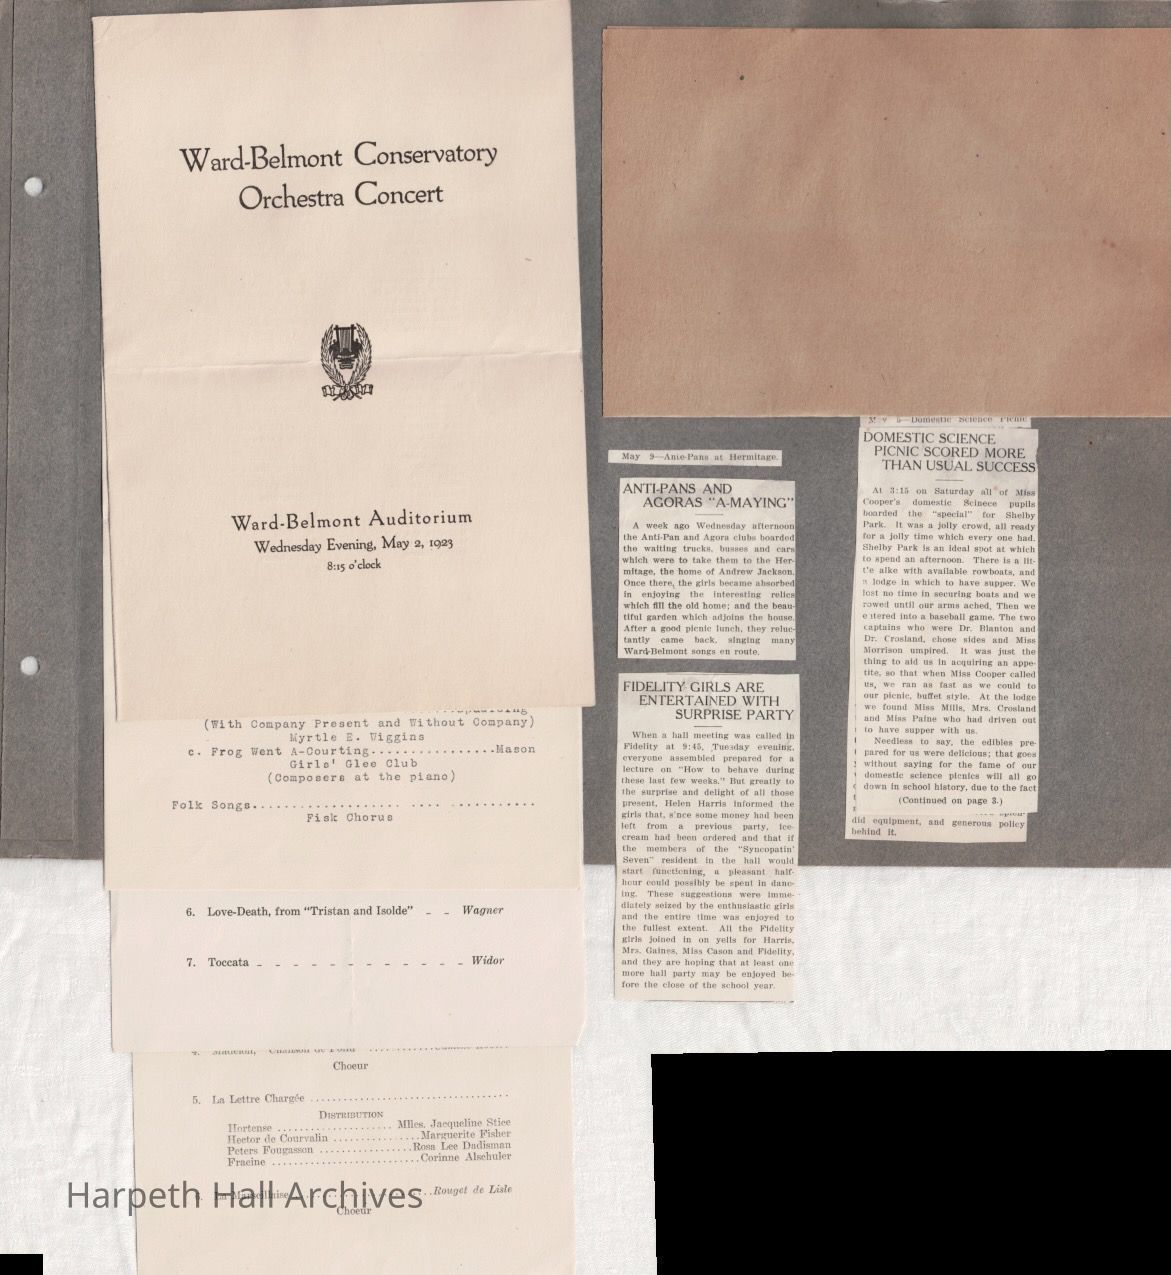 Ward-Belmont Conservatory
Orchestra Concert
Ward-Belmont Auditorium
Wednesday Evening, May 2, 1923
8:15 o'clock
(With Company Present and Without Company)
Myrtle E. Wiggins
c. Frog Went A-Courting................Mason
Girls' Glee Club
(Composers at the piano)
Folk Songs...................... .... ...........
Fisk Chorus
6. Love-Death, from "Tristan and Isolde" _ _ Wagner
7. Toccata _ _ _ _ _ _ _ _ _ _ _ _ Widor
Choeur
5. La Lettre Chargée
DISTRIBUTION
Hortense ..................... Mlles. Jacqueline Stice
Hector de Courvalin ................Marguerite Fisher
Peters Fougasson .................Rosa Lee Dadisman
Fracine ...........................Corinne Alschuler
6. La Marseillaise..........................Rouget de Lisle
Choeur
Harpeth Hall Archives
May 9—Antie-Pans at Hermitage.
ANTI-PANS AND
AGORAS "A-MAYING"
A week ago Wednesday afternoon
the Anti-Pan and Agora clubs boarded
the waiting trucks, busses and cars
which were to take them to the Her-
mitage, the home of Andrew Jackson.
Once there, the girls became absorbed
in enjoying the interesting relics
which fill the old home; and the beau-
tiful garden which adjoins the house.
After a good picnic lunch, they reluc-
tantly came back, singing many
Ward-Belmont songs en route.
FIDELITY GIRLS ARE
ENTERTAINED WITH
SURPRISE PARTY
When a hall meeting was called in
Fidelity at 9:45, Tuesday evening,
everyone assembled prepared for a
lecture on "How to behave during
these last few weeks." But greatly to
the surprise and delight of all those
present, Helen Harris informed the
girls that, since some money had been
left from a previous party, ice-
cream had been ordered and that if
the members of the "Syncopatin'
Seven" resident in the hall would
start functioning, a pleasant half-
hour could possibly be spent in danc-
ing. These suggestions were imme-
diately seized by the enthusiastic girls
and the entire time was enjoyed to
the fullest extent. All the Fidelity
girls joined in on yells for Harris,
Mrs. Gaines, Miss Cason and Fidelity,
and they are hoping that at least one
more hall party may be enjoyed be-
fore the close of the school year.
5—Domestic Science Picnic
DOMESTIC SCIENCE
PICNIC SCORED MORE
THAN USUAL SUCCESS
At 3:15 on Saturday all of Miss
Cooper's domestic Scinece pupils
boarded the "special" for Shelby
Park. It was a jolly crowd, all ready
for a jolly time which every one had.
Shelby Park is an ideal spot at which
to spend an afternoon. There is a lit-
t'e alke with available rowboats, and
a lodge in which to have supper. We
lost no time in securing boats and we
rowed until our arms ached, Then we
entered into a baseball game. The two
captains who were Dr. Blanton and
Dr. Crosland, chose sides and Miss
Morrison umpired. It was just the
thing to aid us in acquiring an appe-
tite, so that when Miss Cooper called
us, we ran as fast as we could to
our picnic, buffet style. At the lodge
we found Miss Mills, Mrs. Crosland
and Miss Paine who had driven out
to have supper with us.
Needless to say, the edibles pre-
pared for us were delicious; that goes
without saying for the fame of our
domestic science picnics will all go
down in school history, due to the fact
(Continued on page 3.)
did equipment, and generous policy
behind it.